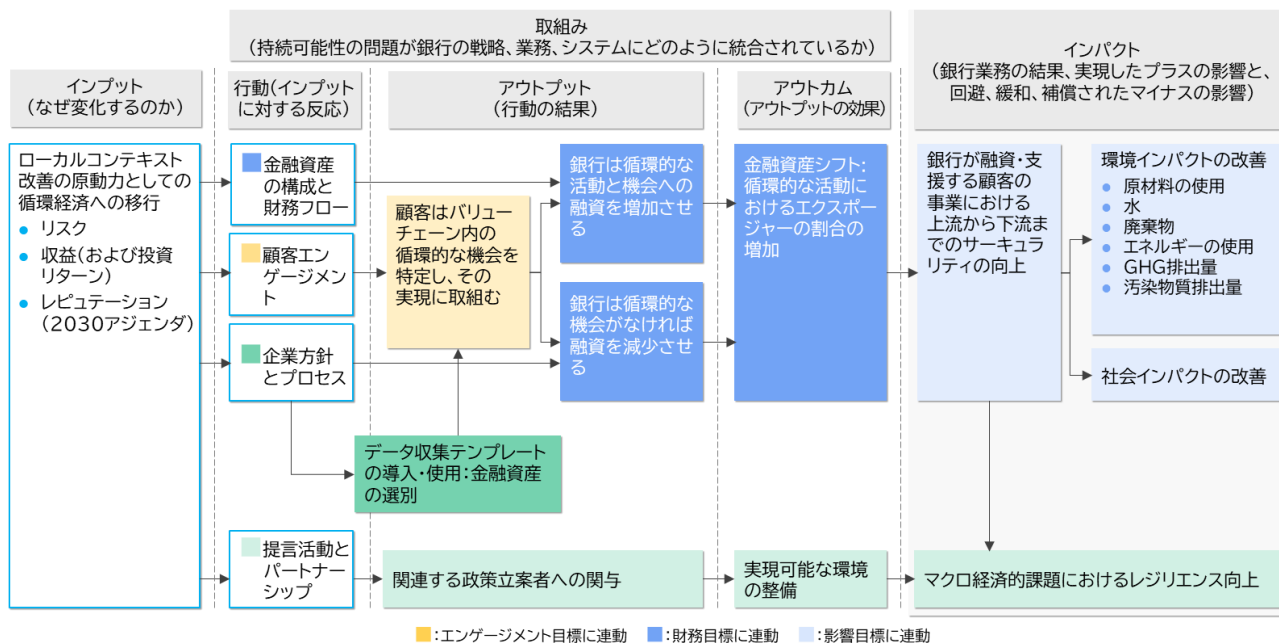 取組み
（持続可能性の問題が銀行の戦略、業務、システムにどのように統合されているか）
インプット
（なぜ変化するのか）
行動（インプット
に対する反応）
アウトプット
（行動の結果）
アウトカム
（アウトプットの効果）
インパクト
（銀行業務の結果、実現したプラスの影響と、
回避、緩和、補償されたマイナスの影響）
ローカルコンテキスト
改善の原動力としての
循環経済への移行
● リスク
● 収益（および投資
リターン）
● レピュテーション
（2030アジェンダ）
金融資産
の構成と
財務フロー
顧客エン
ゲージメン
ト
企業方針
とプロセス
提言活動と
パートナー
シップ
顧客はバリュー
チェーン内の
循環的な機会を
特定し、その
実現に取組む
データ収集テンプレート
の導入・使用：金融資産
の選別
関連する政策立案者への関与
銀行は循環的な
活動と機会への
融資を増加させ
る
銀行は循環的な
機会がなければ
融資を減少させ
る
金融資産シフト：
循環的な活動に
おけるエクスポー
ジャーの割合の
増加
実現可能な環境
の整備
銀行が融資・支
援する顧客の
事業における
上流から下流ま
でのサーキュラ
リティの向上
環境インパクトの改善
● 原材料の使用
● 水
● 廃棄物
● エネルギーの使用
● GHG排出量
● 汚染物質排出量
社会インパクトの改善
マクロ経済的課題におけるレジリエンス向上
：エンゲージメント目標に連動
：財務目標に連動
：影響目標に連動